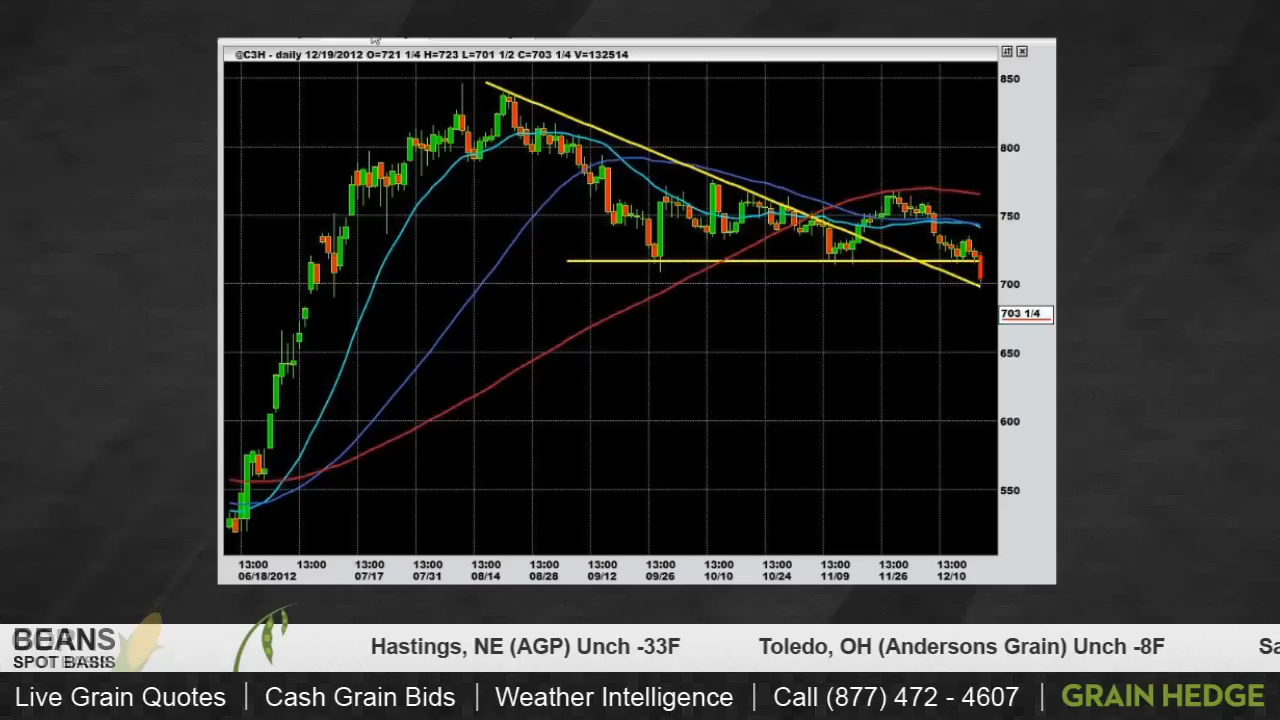 @C3H - daily 12/19/2012 O=721 1/4 H=723 L=701 1/2 C=703 1/4 V=132514
850
800
750
700
703 1/4
650
600
550
13:00 13:00 13:00 13:00 13:00 13:00 13:00 13:00 13:00 13:00 13:00 13:00 13:00
06/18/2012 07/17 07/31 08/14 08/28 09/12 09/26 10/10 10/24 11/09 11/26 12/10
BEANS
SPOT BASIS
Hastings, NE (AGP) Unch -33F Toledo, OH (Andersons Grain) Unch -8F Sa
Live Grain Quotes | Cash Grain Bids | Weather Intelligence | Call (877) 472 - 4607 | GRAIN HEDGE